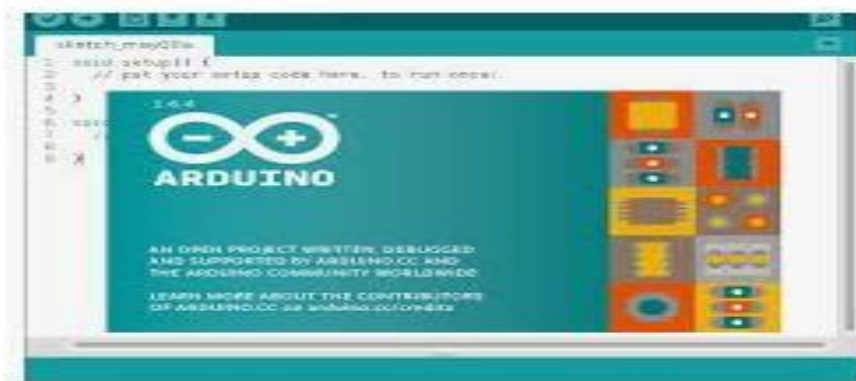 void setup() {
// put your setup code here, to run once:
}
1.6.4
ARDUINO
AN OPEN PROJECT WRITTEN, DEBUGGED
AND SUPPORTED BY ARDUINO.CC AND
THE ARDUINO COMMUNITY WORLDWIDE
LEARN MORE ABOUT THE CONTRIBUTORS
OF ARDUINO.CC on arduino.cc/credits